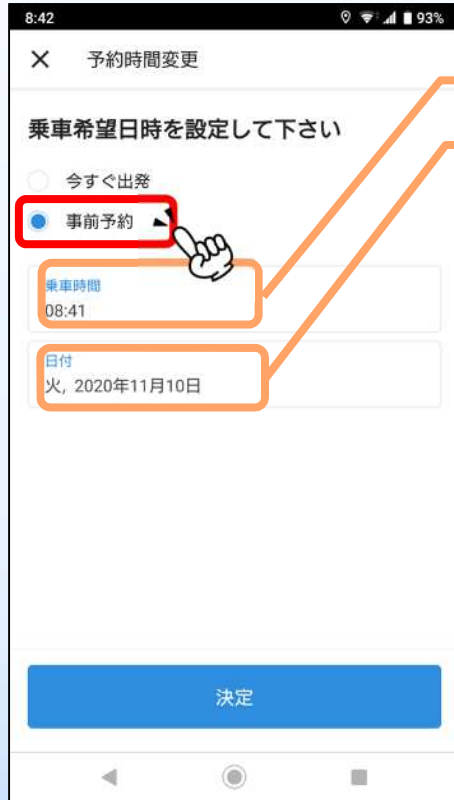 8:42 93%
予約時間変更
乗車希望日時を設定して下さい
今すぐ出発
事前予約
乗車時間
08:41
日付
火, 2020年11月10日
決定